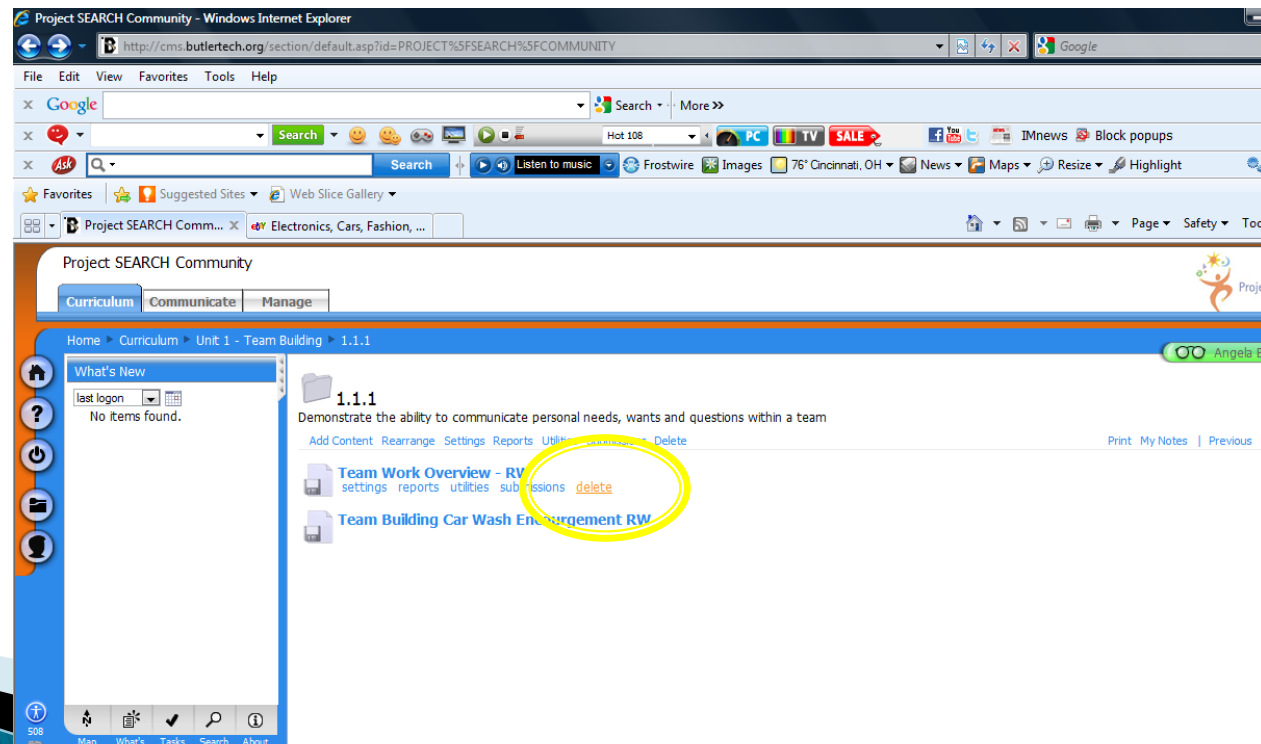 Project SEARCH Community - Windows Internet Explorer
http://cms.butlertech.org/section/default.asp?id=PROJECT%5FSEARCH%5FCOMMUNITY Google
File Edit View Favorites Tools Help
x Google Search More >>
x Search Hot 108 PC TV SALE You IMnews Block popups
x Ask Search Listen to music Frostwire Images 76° Cincinnati, OH News Maps Resize Highlight
Favorites Suggested Sites Web Slice Gallery
Project SEARCH Comm... x Electronics, Cars, Fashion, ... Page Safety
Project SEARCH Community
Curriculum Communicate Manage
Home Curriculum Unit 1 - Team Building 1.1.1
Angela
What's New
last logon
No items found.
1.1.1
Demonstrate the ability to communicate personal needs, wants and questions within a team
Add Content Rearrange Settings Reports Utilities Submissions Delete Print My Notes | Previous
Team Work Overview - RW
settings reports utilities submissions delete
Team Building Car Wash Encourgement RW
508
Map What's Tasks Search About